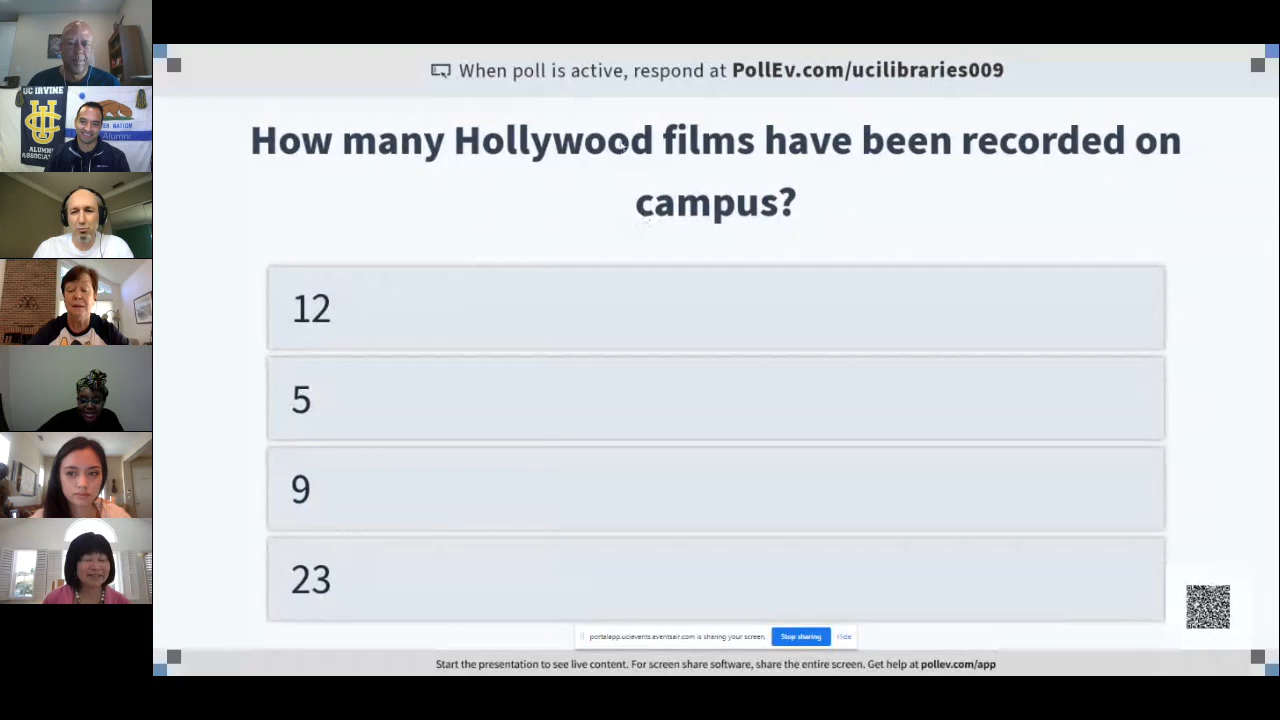 When poll is active, respond at PollEv.com/ucilibraries009
How many Hollywood films have been recorded on
campus?
12
5
9
23
portalapp.ucievents.eventsair.com is sharing your screen.
Stop sharing
Hide
Start the presentation to see live content. For screen share software, share the entire screen. Get help at pollev.com/app
UC IRVINE
ALUMNI
NATION
Alumni